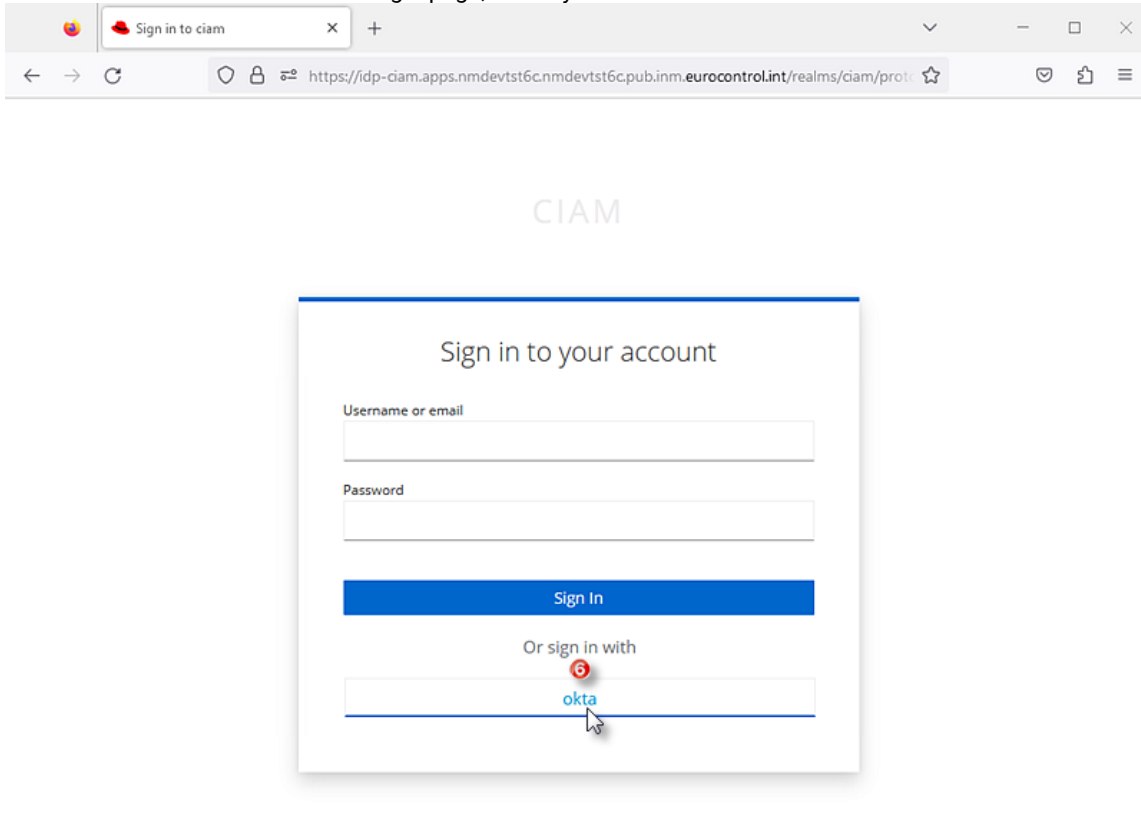 Sign in to ciam
https://idp-ciam.apps.nmdevtst6c.nmdevtst6c.pub.inm.eurocontrol.int/realms/ciam/proto
CIAM
Sign in to your account
Username or email
Password
Sign In
Or sign in with
6
okta